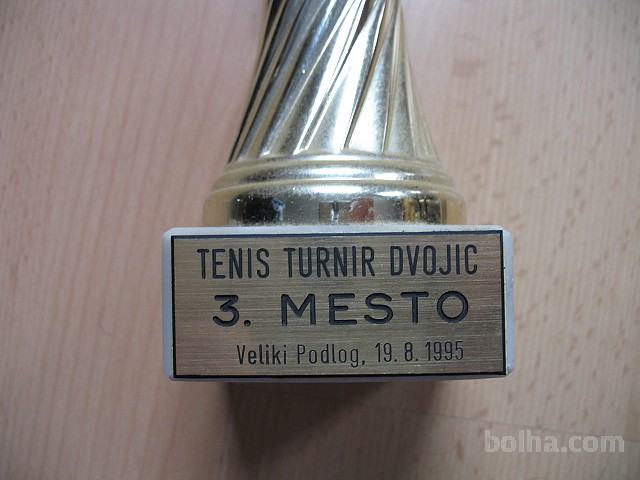 TENIS TURNIR DVOJIC
3. MESTO
Veliki Podlog, 19. 8. 1995
bolha.com